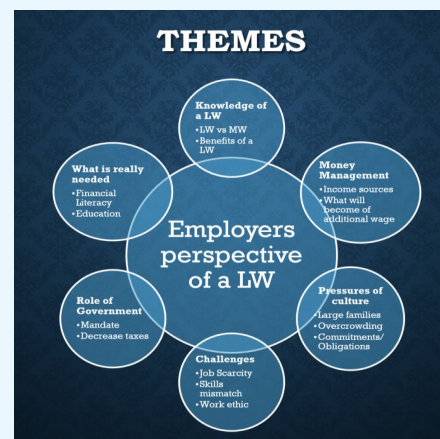 THEMES
Knowledge of
a LW
•LW vs MW
•Benefits of a
LW
Money
Management
•Income sources
•What will
become of
additional wage
Pressures of
culture
•Large families
•Overcrowding
•Commitments/
Obligations
Challenges
•Job Scarcity
•Skills
mismatch
•Work ethic
Role of
Government
•Mandate
•Decrease taxes
What is really
needed
•Financial
Literacy
•Education
Employers
perspective
of a LW